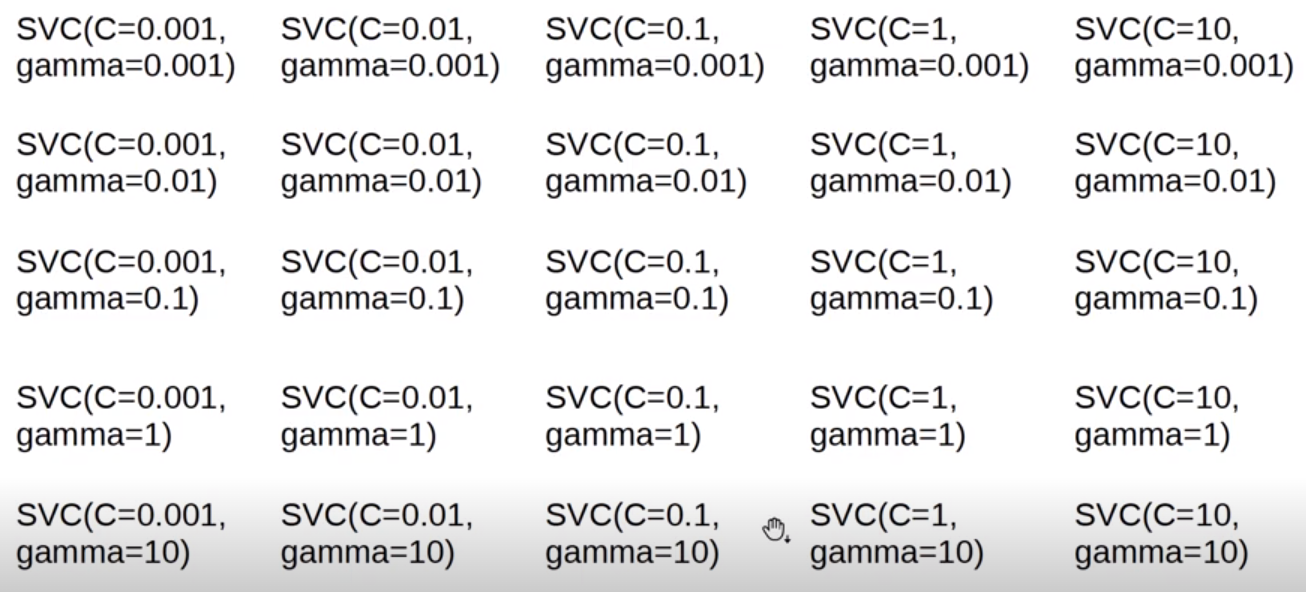 SVC(C=0.001,
gamma=0.001)
SVC(C=0.01,
gamma=0.001)
SVC(C=0.1,
gamma=0.001)
SVC(C=1,
gamma=0.001)
SVC(C=10,
gamma=0.001)
SVC(C=0.001,
gamma=0.01)
SVC(C=0.01,
gamma=0.01)
SVC(C=0.1,
gamma=0.01)
SVC(C=1,
gamma=0.01)
SVC(C=10,
gamma=0.01)
SVC(C=0.001,
gamma=0.1)
SVC(C=0.01,
gamma=0.1)
SVC(C=0.1,
gamma=0.1)
SVC(C=1,
gamma=0.1)
SVC(C=10,
gamma=0.1)
SVC(C=0.001,
gamma=1)
SVC(C=0.01,
gamma=1)
SVC(C=0.1,
gamma=1)
SVC(C=1,
gamma=1)
SVC(C=10,
gamma=1)
SVC(C=0.001,
gamma=10)
SVC(C=0.01,
gamma=10)
SVC(C=0.1,
gamma=10)
SVC(C=1,
gamma=10)
SVC(C=10,
gamma=10)